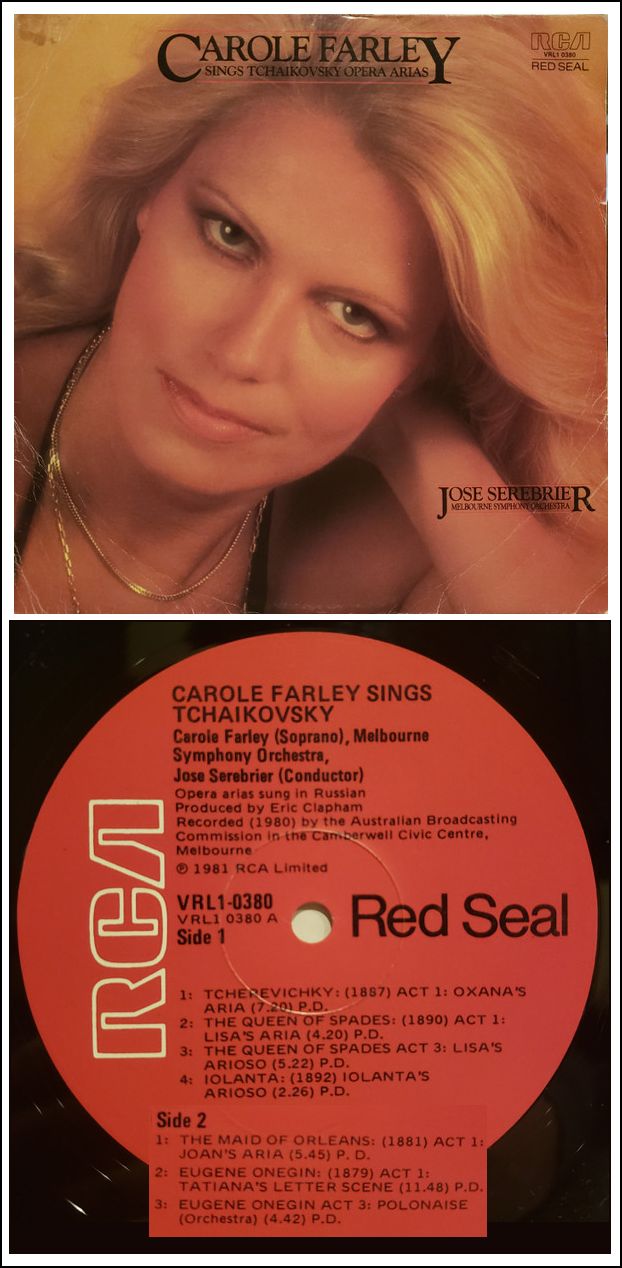 CAROLE FARLEY
SINGS TCHAIKOVSKY OPERA ARIAS
RCA
VRL1 0380
RED SEAL
JOSE SEREBRIER
MELBOURNE SYMPHONY ORCHESTRA
CAROLE FARLEY SINGS
TCHAIKOVSKY
Carole Farley (Soprano), Melbourne
Symphony Orchestra,
Jose Serebrier (Conductor)
Opera arias sung in Russian
Produced by Eric Clapham
Recorded (1980) by the Australian Broadcasting
Commission in the Camberwell Civic Centre,
Melbourne
℗ 1981 RCA Limited
RCA
VRL1-0380
VRL1 0380 A
Side 1
Red Seal
1: TCHEREVICHKY: (1887) ACT 1: OXANA'S
ARIA (7.20) P.D.
2: THE QUEEN OF SPADES: (1890) ACT 1:
LISA'S ARIA (4.20) P.D.
3: THE QUEEN OF SPADES ACT 3: LISA'S
ARIOSO (5.22) P.D.
4: IOLANTA: (1892) IOLANTA'S
ARIOSO (2.26) P.D.
Side 2
1: THE MAID OF ORLEANS: (1881) ACT 1:
JOAN'S ARIA (5.45) P. D.
2: EUGENE ONEGIN: (1879) ACT 1:
TATIANA'S LETTER SCENE (11.48) P.D.
3: EUGENE ONEGIN ACT 3: POLONAISE
(Orchestra) (4.42) P.D.